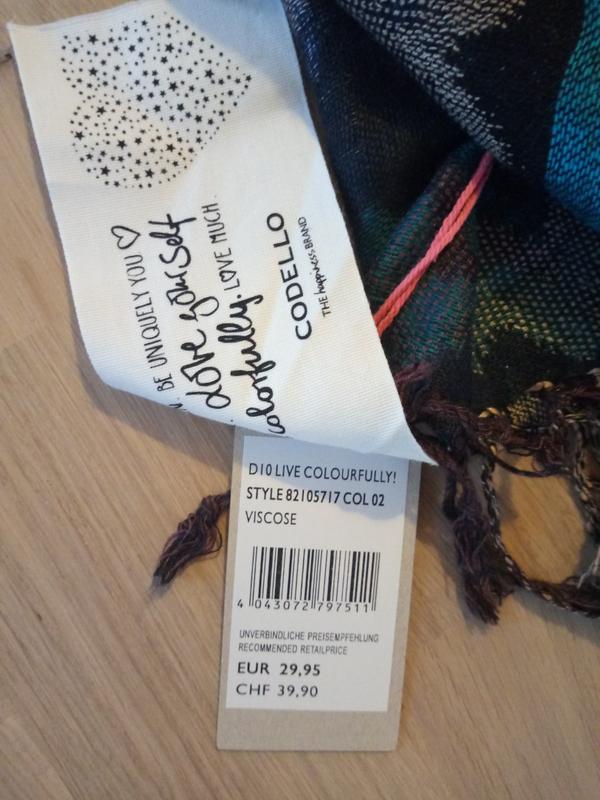 . BE UNIQUELY YOU
Love yourself
colorfully. LOVE MUCH.
CODELLO
THE happiness BRAND
D10 LIVE COLOURFULLY!
STYLE 82105717 COL 02
VISCOSE
4 043072 797511
UNVERBINDLICHE PREISEMPFEHLUNG
RECOMMENDED RETAILPRICE
EUR 29,95
CHF 39,90